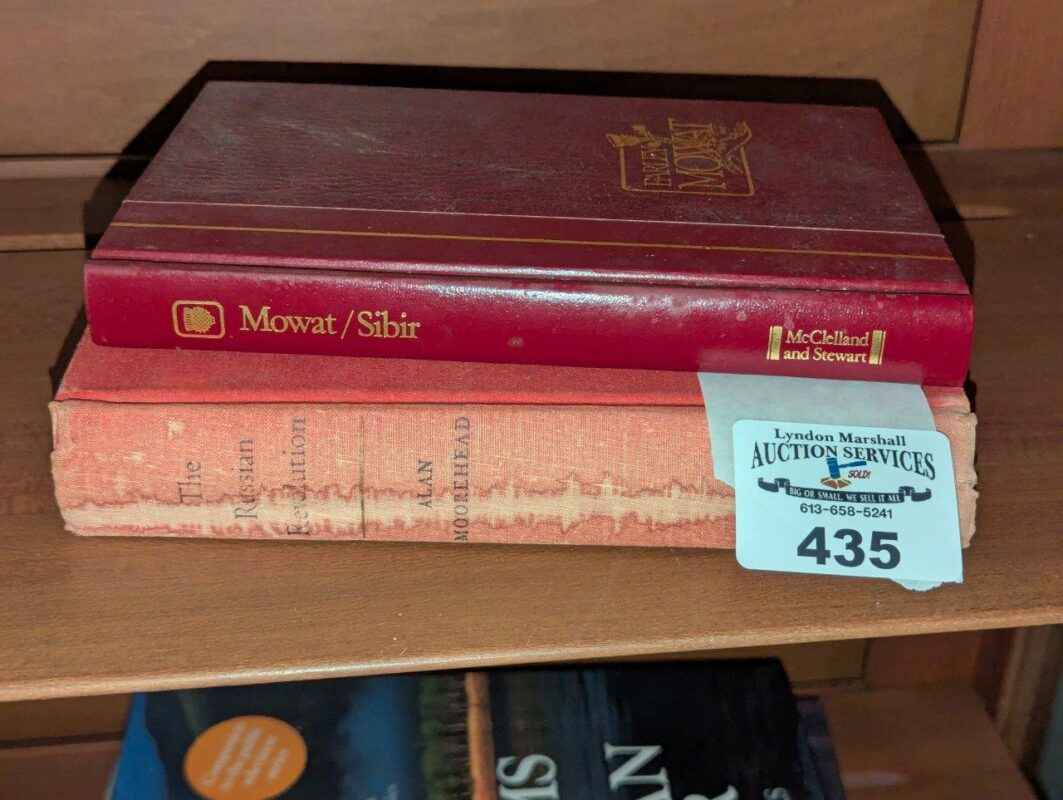 FARLEY
MOWAT
Mowat/Sibir
McClelland
and Stewart
The
Russian
Revolution
ALAN
MOOREHEAD
Lyndon Marshall
AUCTION SERVICES
SOLD!
BIG OR SMALL, WE SELL IT ALL
613-658-5241
435